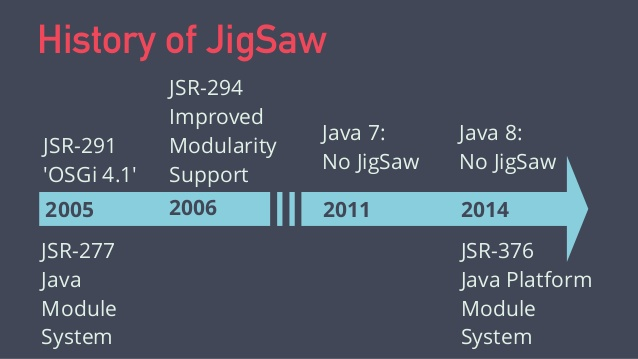 History of JigSaw
JSR-291
'OSGi 4.1'
JSR-294
Improved
Modularity
Support
Java 7:
No JigSaw
Java 8:
No JigSaw
2005
2006
2011
2014
JSR-277
Java
Module
System
JSR-376
Java Platform
Module
System